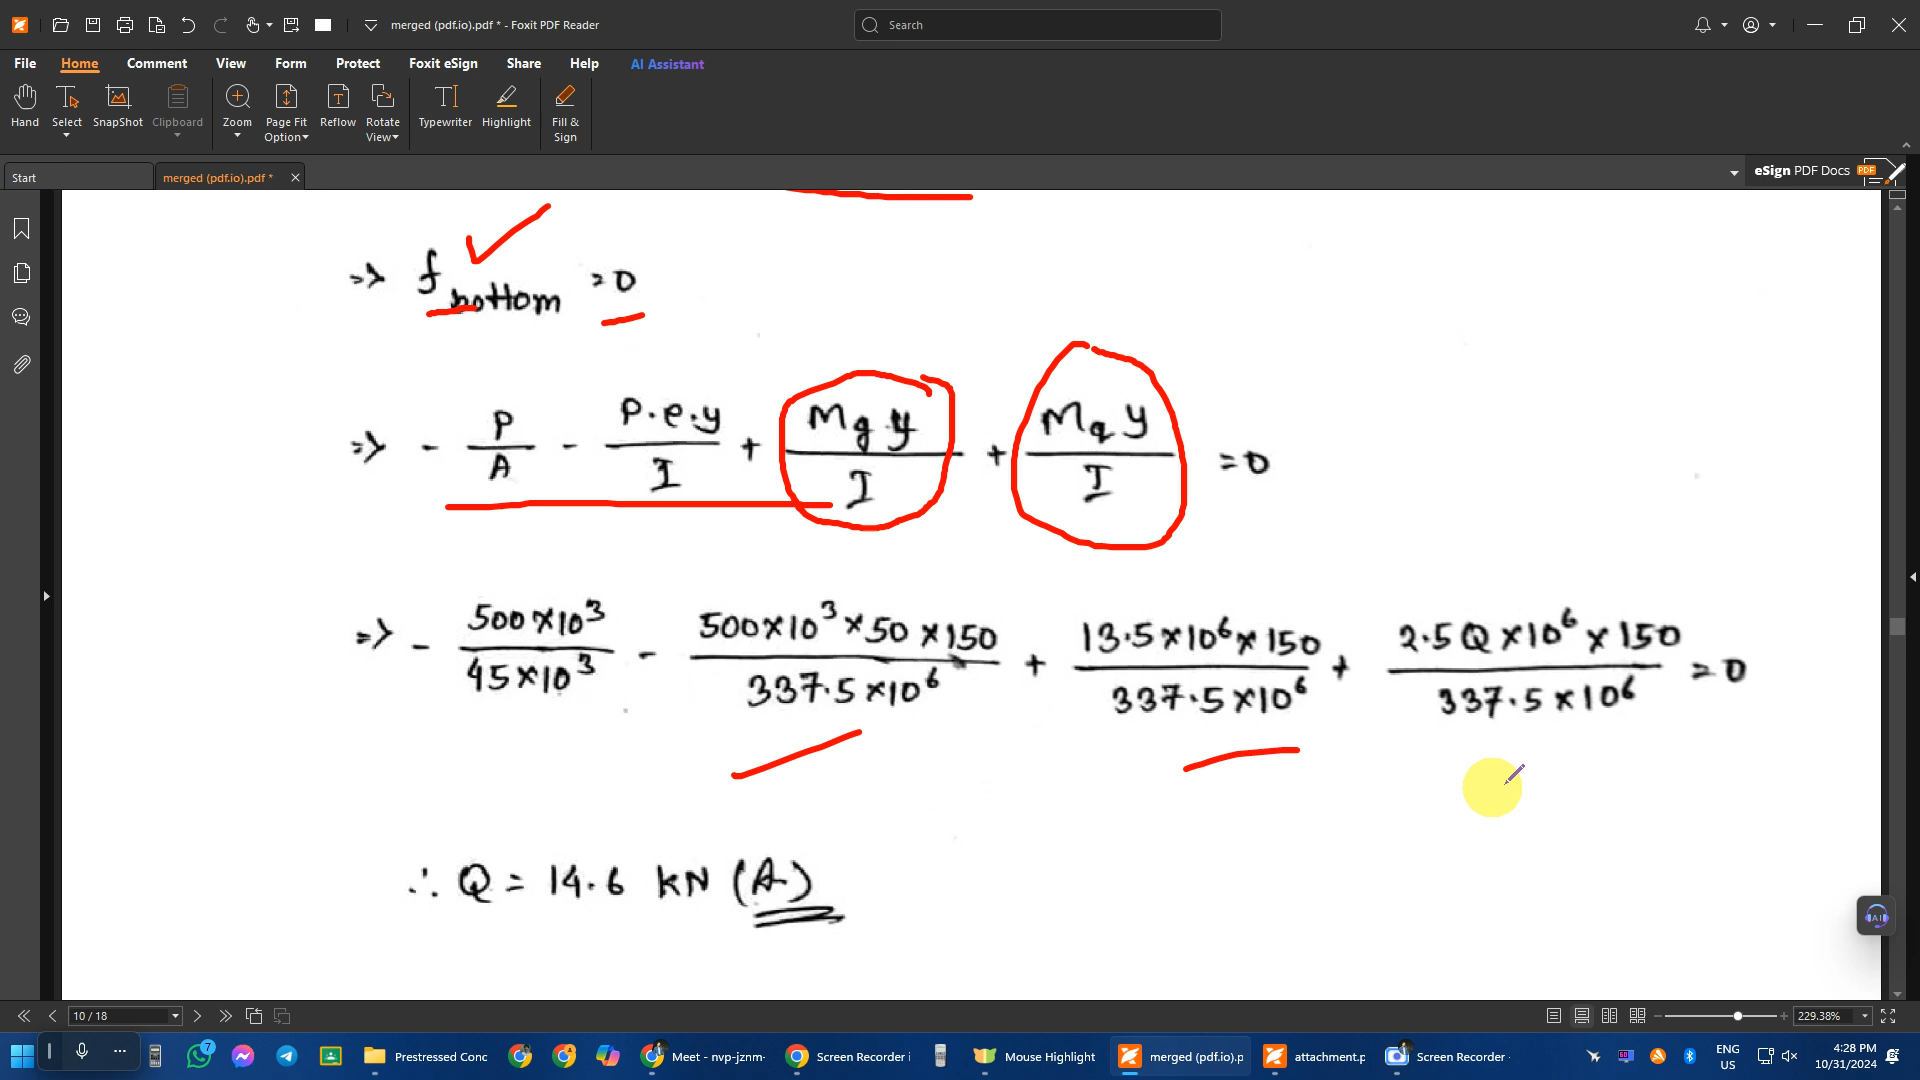 merged (pdf.io).pdf * - Foxit PDF Reader
Search
File Home Comment View Form Protect Foxit eSign Share Help AI Assistant
Hand Select SnapShot Clipboard Zoom Page Fit Option Reflow Rotate View Typewriter Highlight Fill & Sign
Start merged (pdf.io).pdf * eSign PDF Docs PDF
=> f bottom = 0
=> - P/A - P.e.y/I + Mg y/I + Mq y/I = 0
=> - 500×10³/45×10³ - 500×10³×50×150/337.5×10⁶ + 13.5×10⁶×150/337.5×10⁶ + 2.5Q×10⁶×150/337.5×10⁶ = 0
∴ Q = 14.6 kN (A)
AI
10 / 18 229.38%
7 Prestressed Conc Meet - nvp-jznm- Screen Recorder i Mouse Highlight merged (pdf.io).p attachment.p Screen Recorder 60 ENG US 4:28 PM 10/31/2024